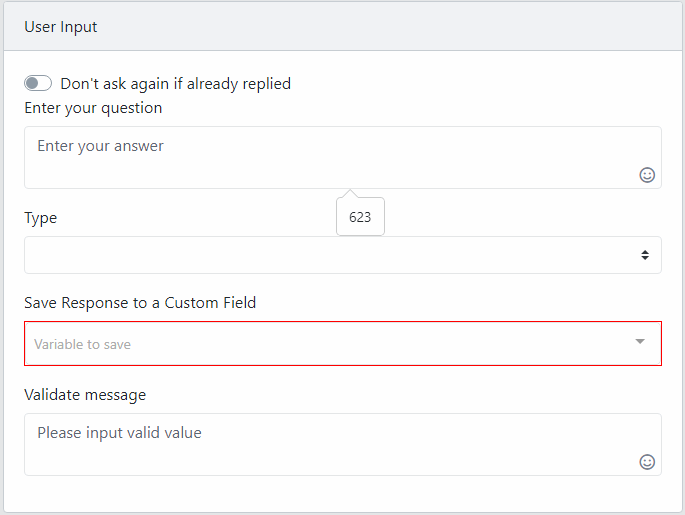 User Input
Don't ask again if already replied
Enter your question
Enter your answer
623
Type
Save Response to a Custom Field
Variable to save
Validate message
Please input valid value